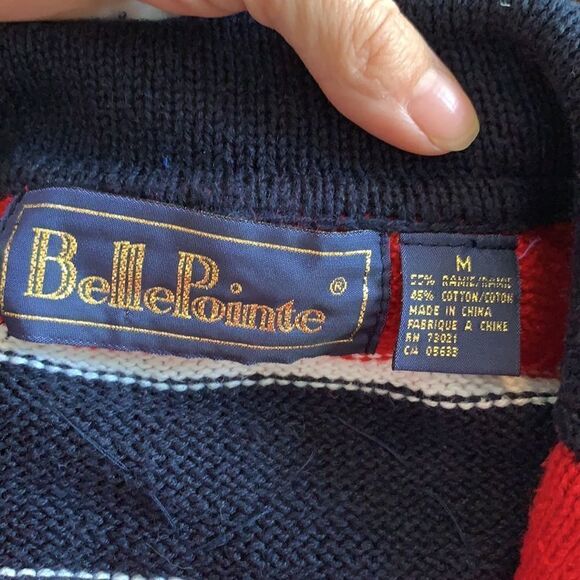 BellePointe ®
M
55% RAMIE/RAMIE
45% COTTON/COTON
MADE IN CHINA
FABRIQUE A CHINE
RN 73021
CA 08633